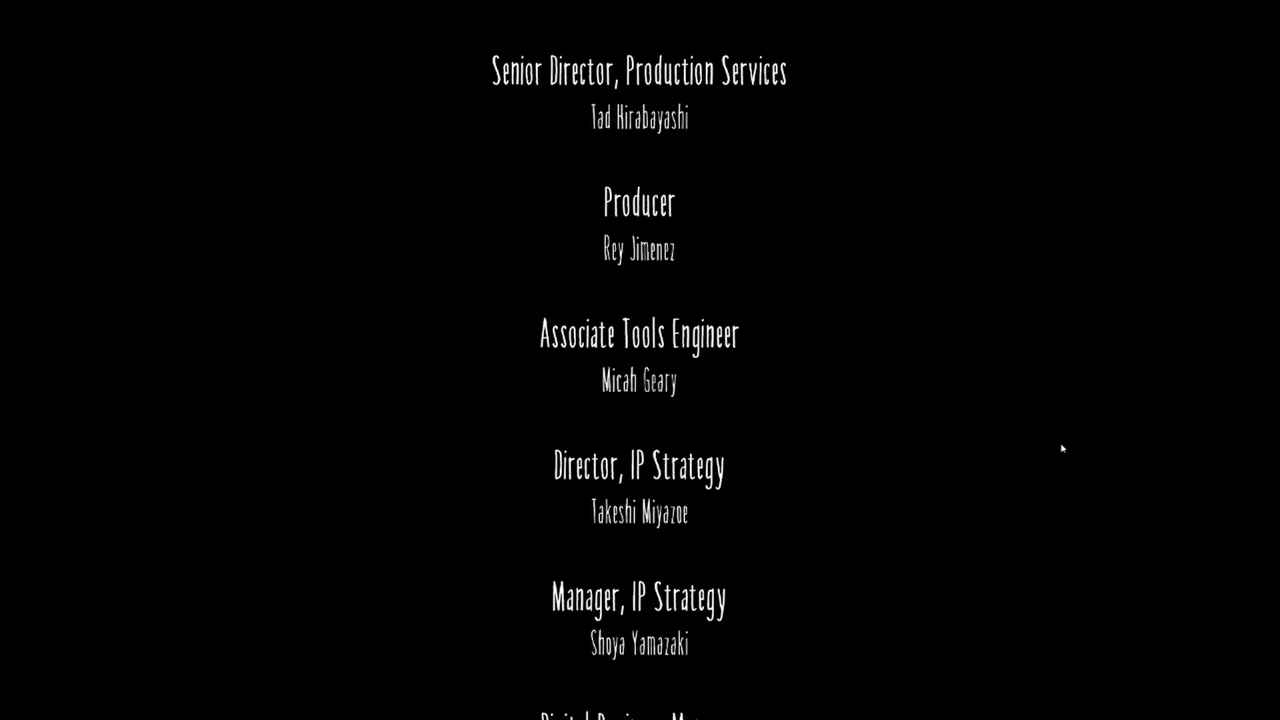 Senior Director, Production Services
Tad Hirabayashi
Producer
Rey Jimenez
Associate Tools Engineer
Micah Geary
Director, IP Strategy
Takeshi Miyazoe
Manager, IP Strategy
Shoya Yamazaki